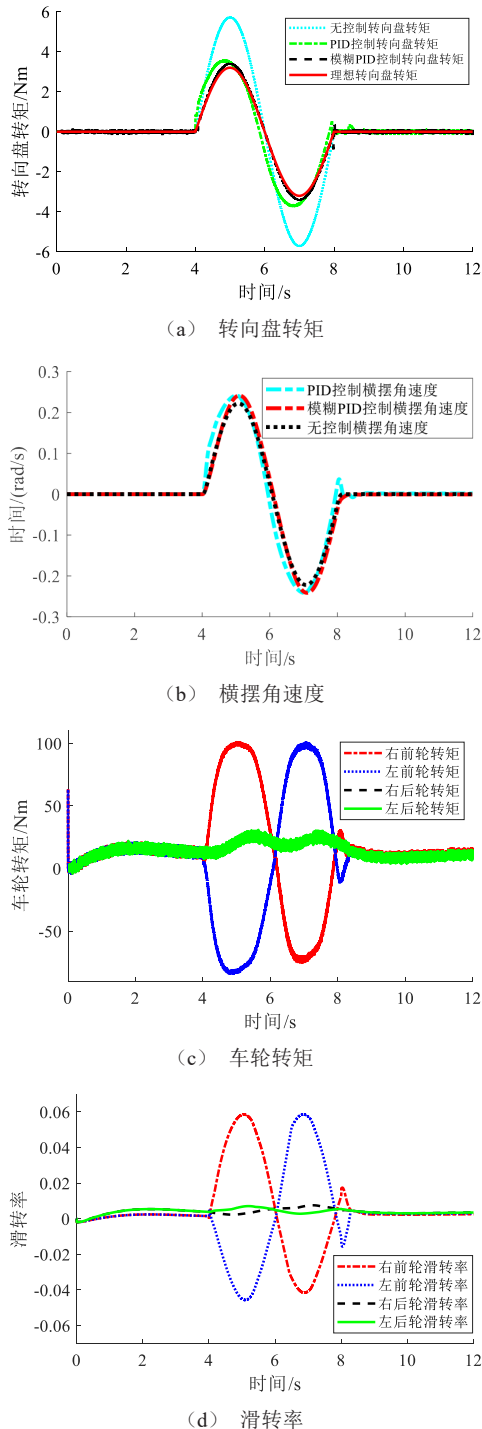 6
4
2
0
-2
-4
-6
转向盘转矩/Nm
无控制转向盘转矩
PID控制转向盘转矩
模糊PID控制转向盘转矩
理想转向盘转矩
0 2 4 6 8 10 12
时间/s
(a) 转向盘转矩
0.3
0.2
0.1
0
-0.1
-0.2
-0.3
时间/(rad/s)
PID控制横摆角速度
模糊PID控制横摆角速度
无控制横摆角速度
0 2 4 6 8 10 12
时间/s
(b) 横摆角速度
100
50
0
-50
车轮转矩/Nm
右前轮转矩
左前轮转矩
右后轮转矩
左后轮转矩
0 2 4 6 8 10 12
时间/s
(c) 车轮转矩
0.06
0.04
0.02
0
-0.02
-0.04
-0.06
滑转率
右前轮滑转率
左前轮滑转率
右后轮滑转率
左后轮滑转率
0 2 4 6 8 10 12
时间/s
(d) 滑转率